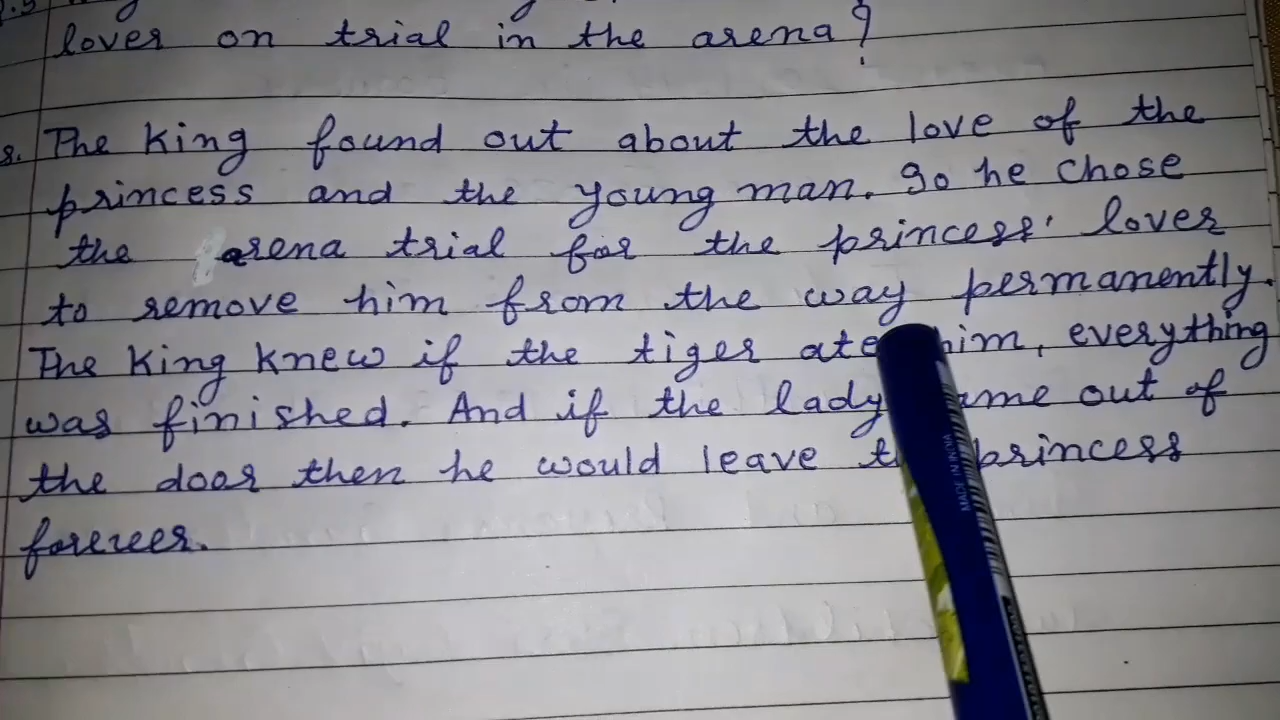 lover on trial in the arena?
The King found out about the love of the
princess and the young man. So he chose
the arena trial for the princess' lover
to remove him from the way permanently.
The King knew if the tiger ate him, everything
was finished. And if the lady out of
the door then he would leave princess
forever.
MADE IN INDIA